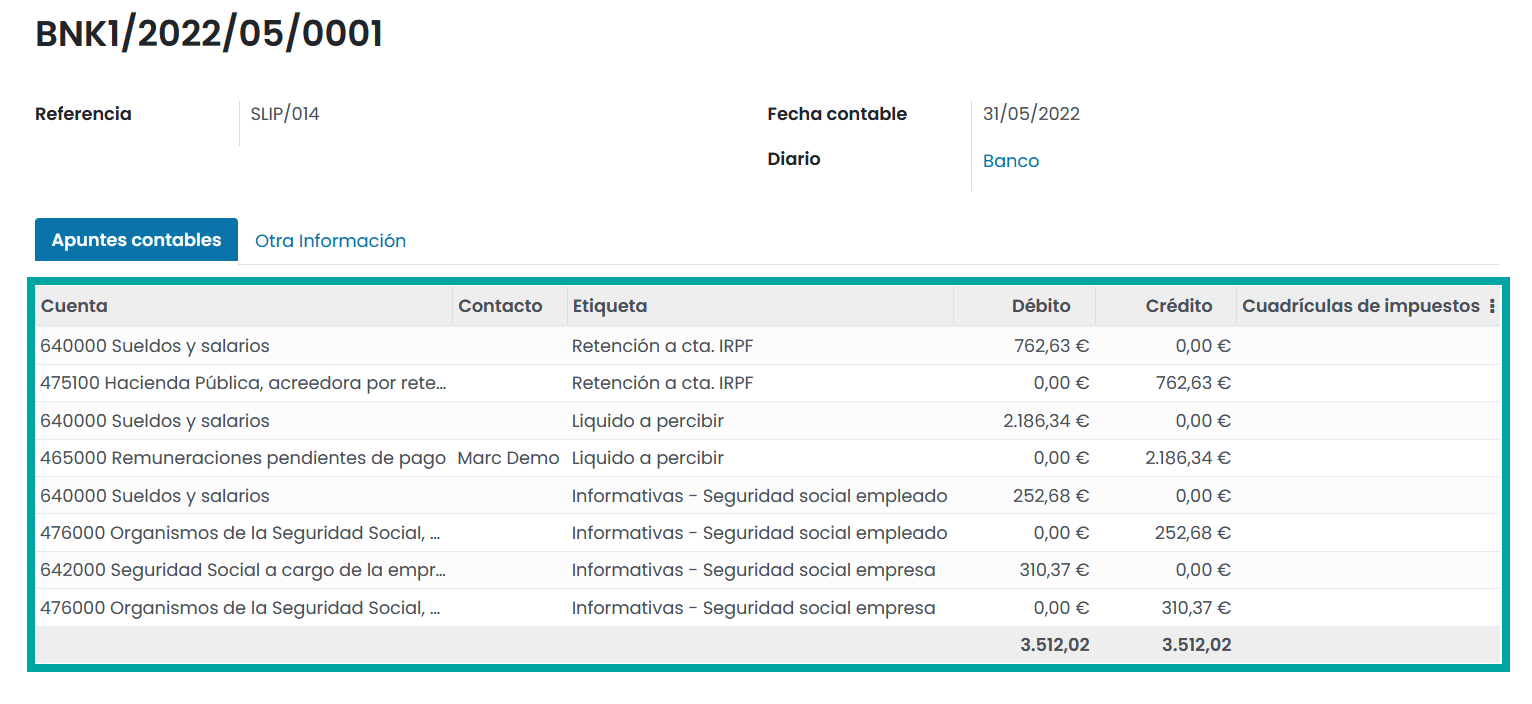 BNK1/2022/05/0001
Referencia SLIP/014 Fecha contable 31/05/2022
Diario Banco
Apuntes contables Otra Información
Cuenta Contacto Etiqueta Débito Crédito Cuadrículas de impuestos
640000 Sueldos y salarios Retención a cta. IRPF 762,63 € 0,00 €
475100 Hacienda Pública, acreedora por rete... Retención a cta. IRPF 0,00 € 762,63 €
640000 Sueldos y salarios Liquido a percibir 2.186,34 € 0,00 €
465000 Remuneraciones pendientes de pago Marc Demo Liquido a percibir 0,00 € 2.186,34 €
640000 Sueldos y salarios Informativas - Seguridad social empleado 252,68 € 0,00 €
476000 Organismos de la Seguridad Social, ... Informativas - Seguridad social empleado 0,00 € 252,68 €
642000 Seguridad Social a cargo de la empr... Informativas - Seguridad social empresa 310,37 € 0,00 €
476000 Organismos de la Seguridad Social, ... Informativas - Seguridad social empresa 0,00 € 310,37 €
3.512,02 3.512,02